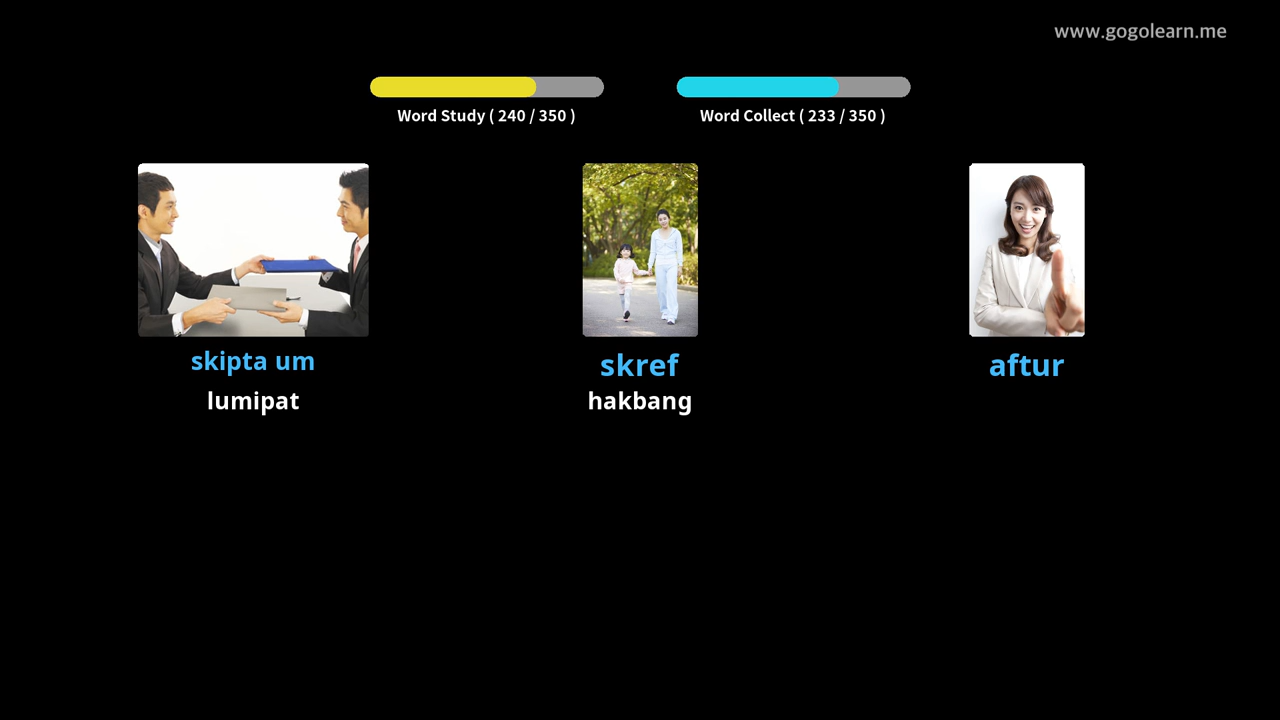 www.gogolearn.me
Word Study ( 240 / 350 )
Word Collect ( 233 / 350 )
skipta um
lumipat
skref
hakbang
aftur